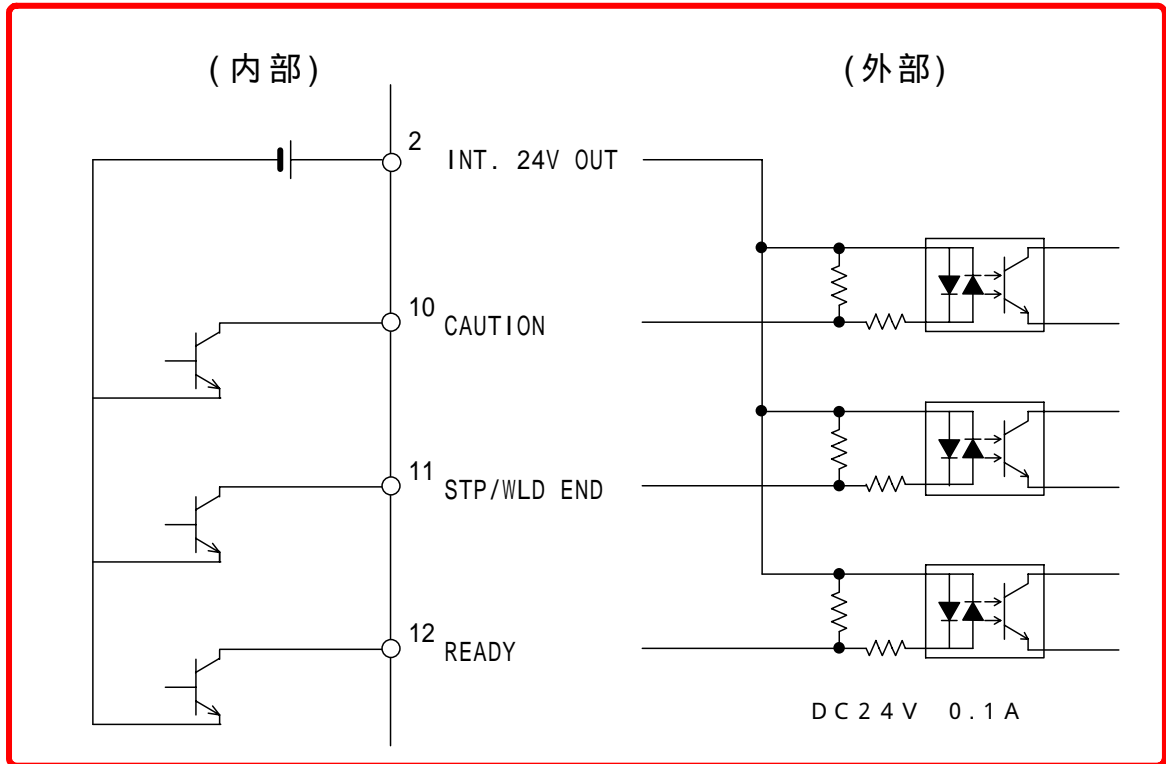 (内部)
(外部)
2 INT. 24V OUT
10 CAUTION
11 STP/WLD END
12 READY
DC24V 0.1A